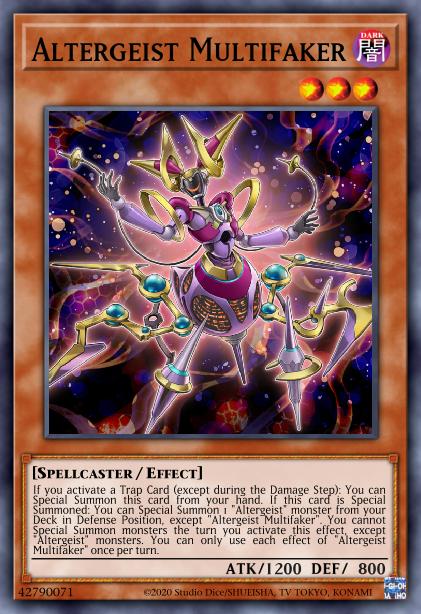 ALTERGEIST MULTIFAKER
DARK
闇
[SPELLCASTER / EFFECT]
If you activate a Trap Card (except during the Damage Step): You can
Special Summon this card from your hand. If this card is Special
Summoned: You can Special Summon 1 "Altergeist" monster from your
Deck in Defense Position, except "Altergeist Multifaker". You cannot
Special Summon monsters the turn you activate this effect, except
"Altergeist" monsters. You can only use each effect of "Altergeist
Multifaker" once per turn.
ATK/1200 DEF/ 800
42790071
©2020 Studio Dice/SHUEISHA, TV TOKYO, KONAMI